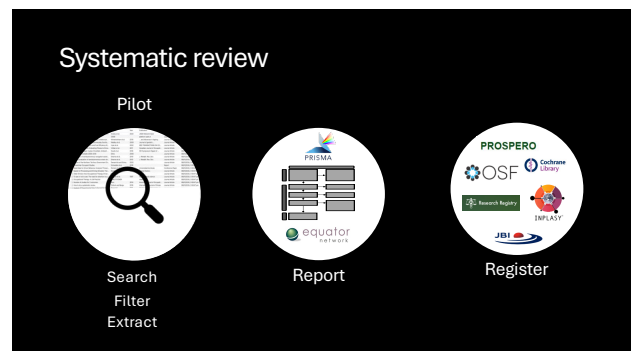 Systematic review
Pilot
Search
Filter
Extract
PRISMA
equator
network
Report
PROSPERO
OSF
Cochrane
Library
Research Registry
INPLASY
JBI
Register